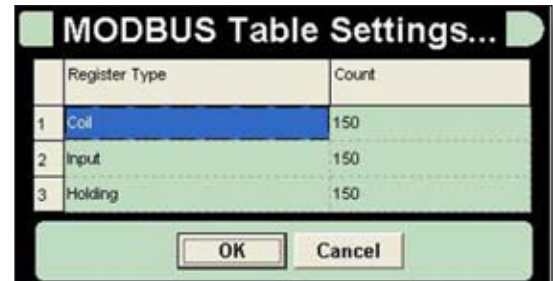 MODBUS Table Settings...
Register Type Count
1 Coil 150
2 Input 150
3 Holding 150
OK Cancel